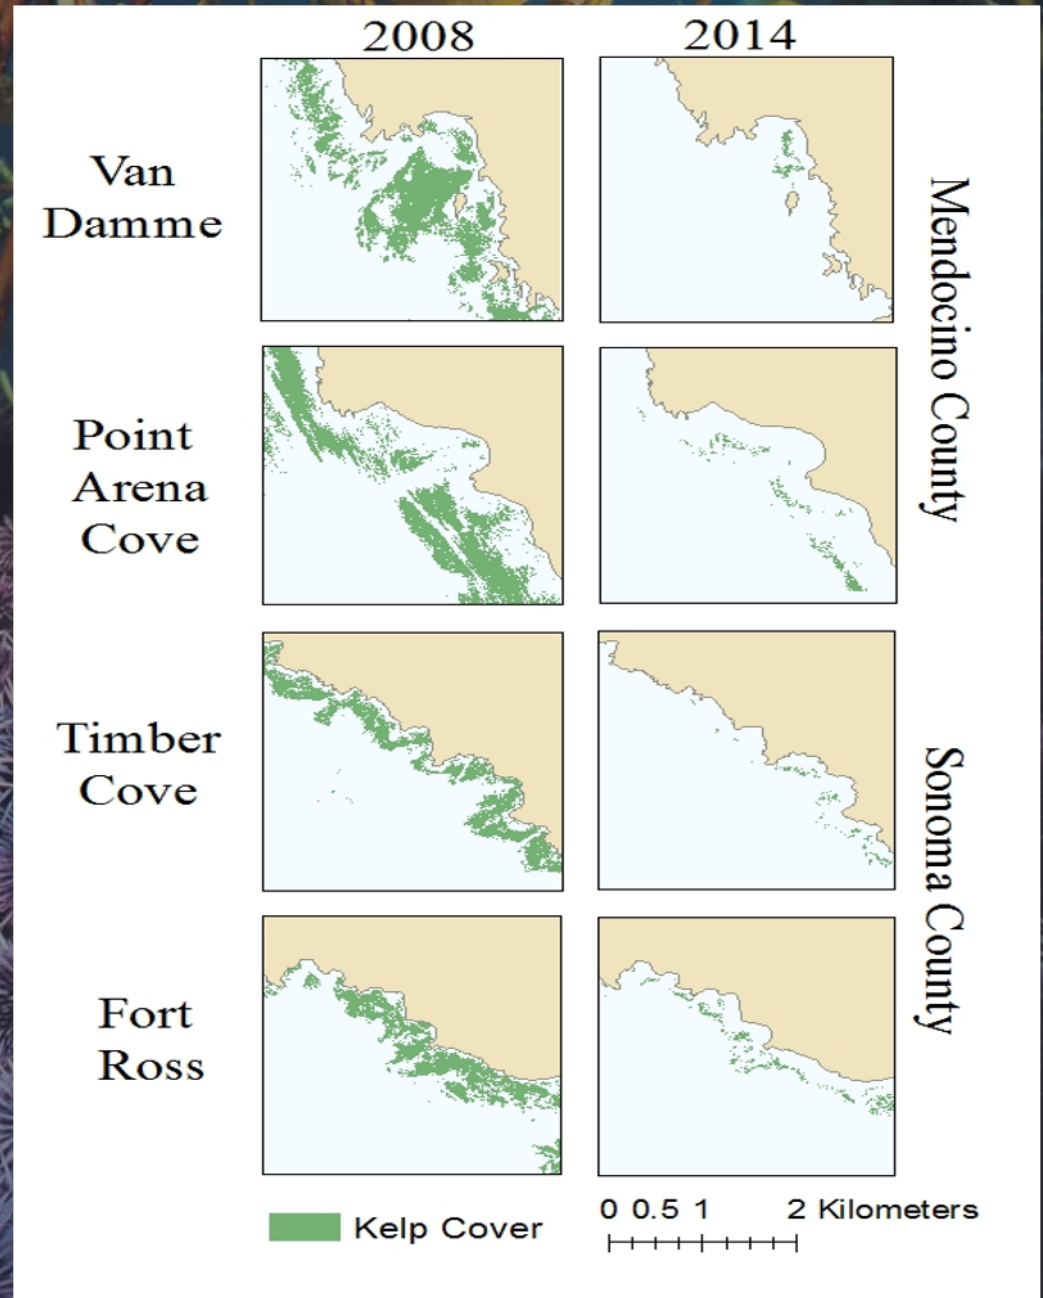 2008
2014
Van
Damme
Point
Arena
Cove
Timber
Cove
Fort
Ross
Mendocino County
Sonoma County
Kelp Cover
0 0.5 1 2 Kilometers